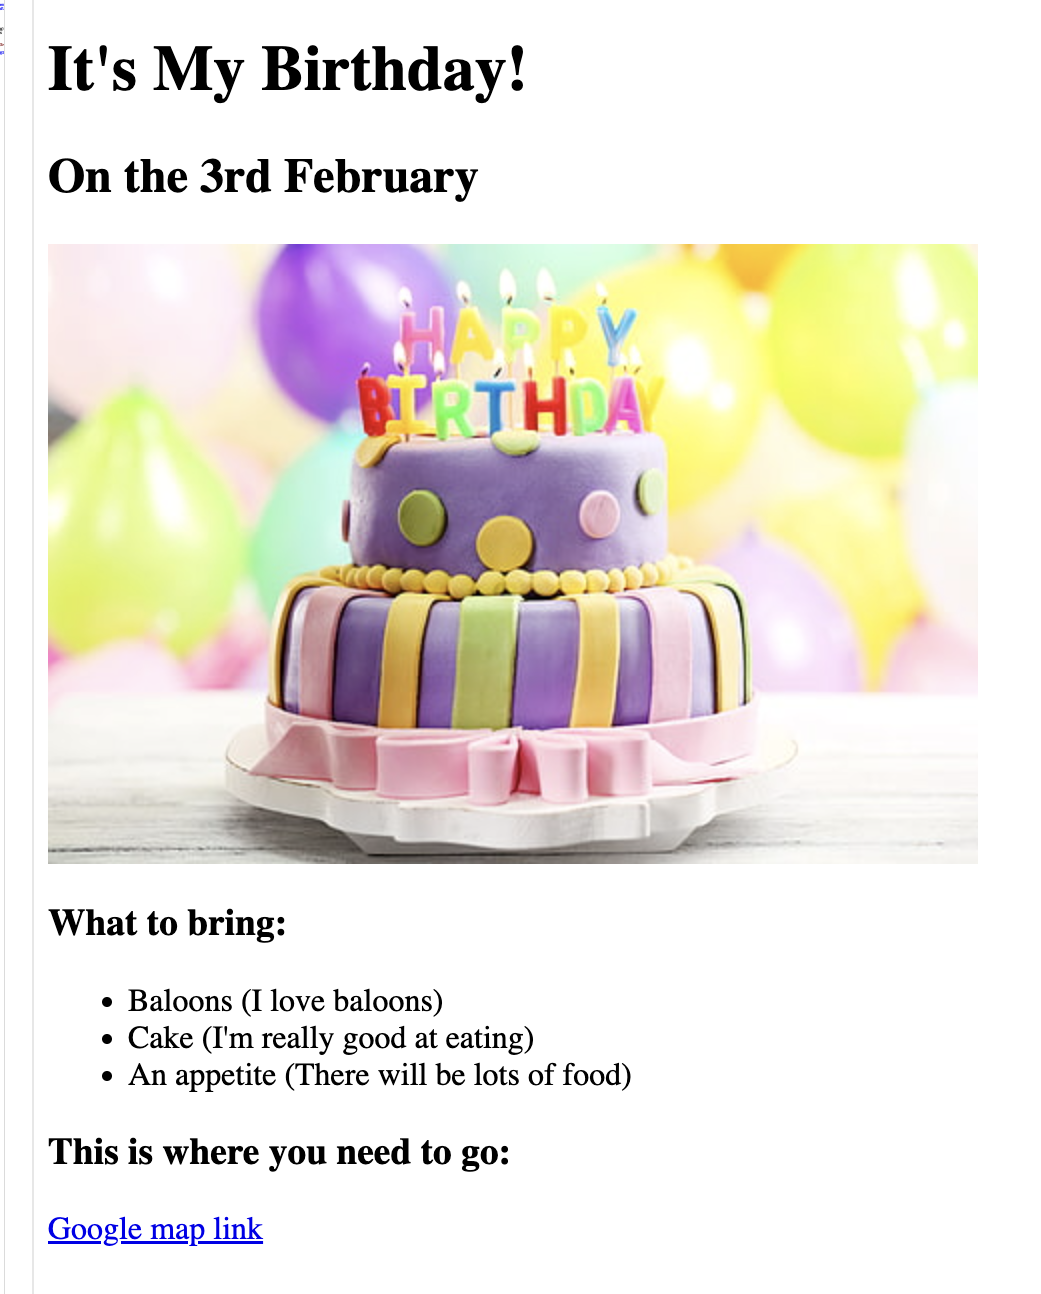 It's My Birthday!
On the 3rd February
HAPPY
BIRTHDAY
What to bring:
Baloons (I love baloons)
Cake (I'm really good at eating)
An appetite (There will be lots of food)
This is where you need to go:
Google map link